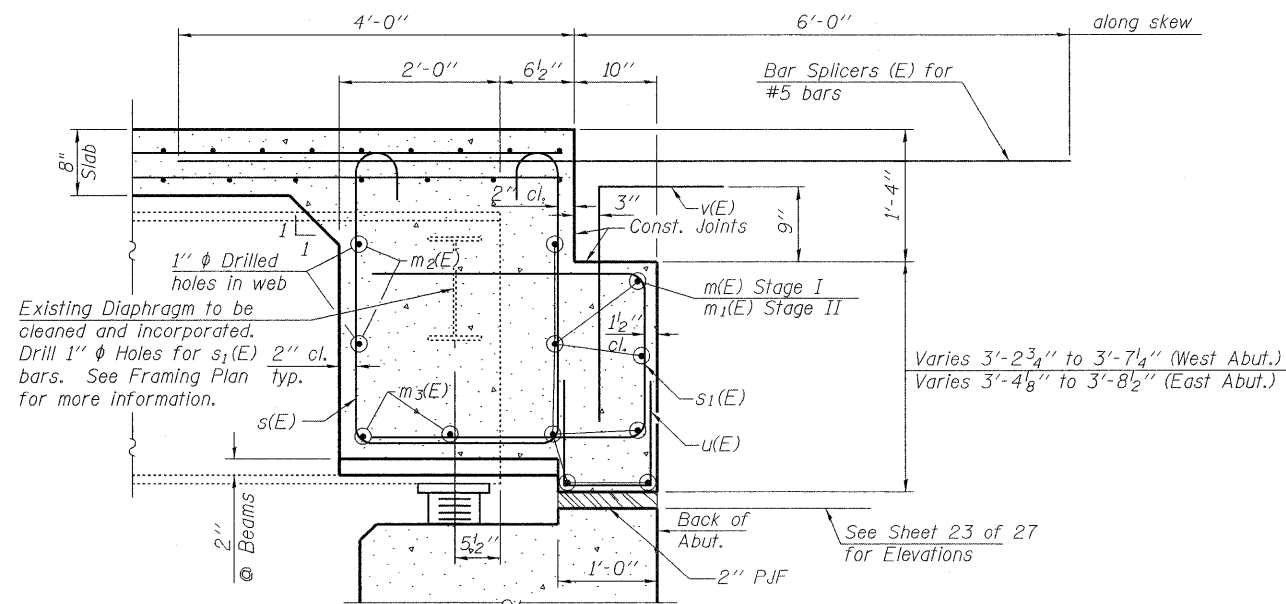 4'-0"
6'-0"
along skew
2'-0"
6½"
10"
Bar Splicers (E) for
#5 bars
8"
Slab
2" cl.
3"
v(E)
9"
1'-4"
Const. Joints
1
1
1" ϕ Drilled
holes in web
m2(E)
Existing Diaphragm to be
cleaned and incorporated.
Drill 1" ϕ Holes for s1(E)
bars. See Framing Plan
for more information.
2" cl.
typ.
m(E) Stage I
m1(E) Stage II
1½"
cl.
Varies 3'-2¾" to 3'-7¼" (West Abut.)
Varies 3'-4⅛" to 3'-8½" (East Abut.)
m3(E)
s(E)
s1(E)
u(E)
2"
@ Beams
5½"
Back of
Abut.
1'-0"
2" PJF
See Sheet 23 of 27
for Elevations